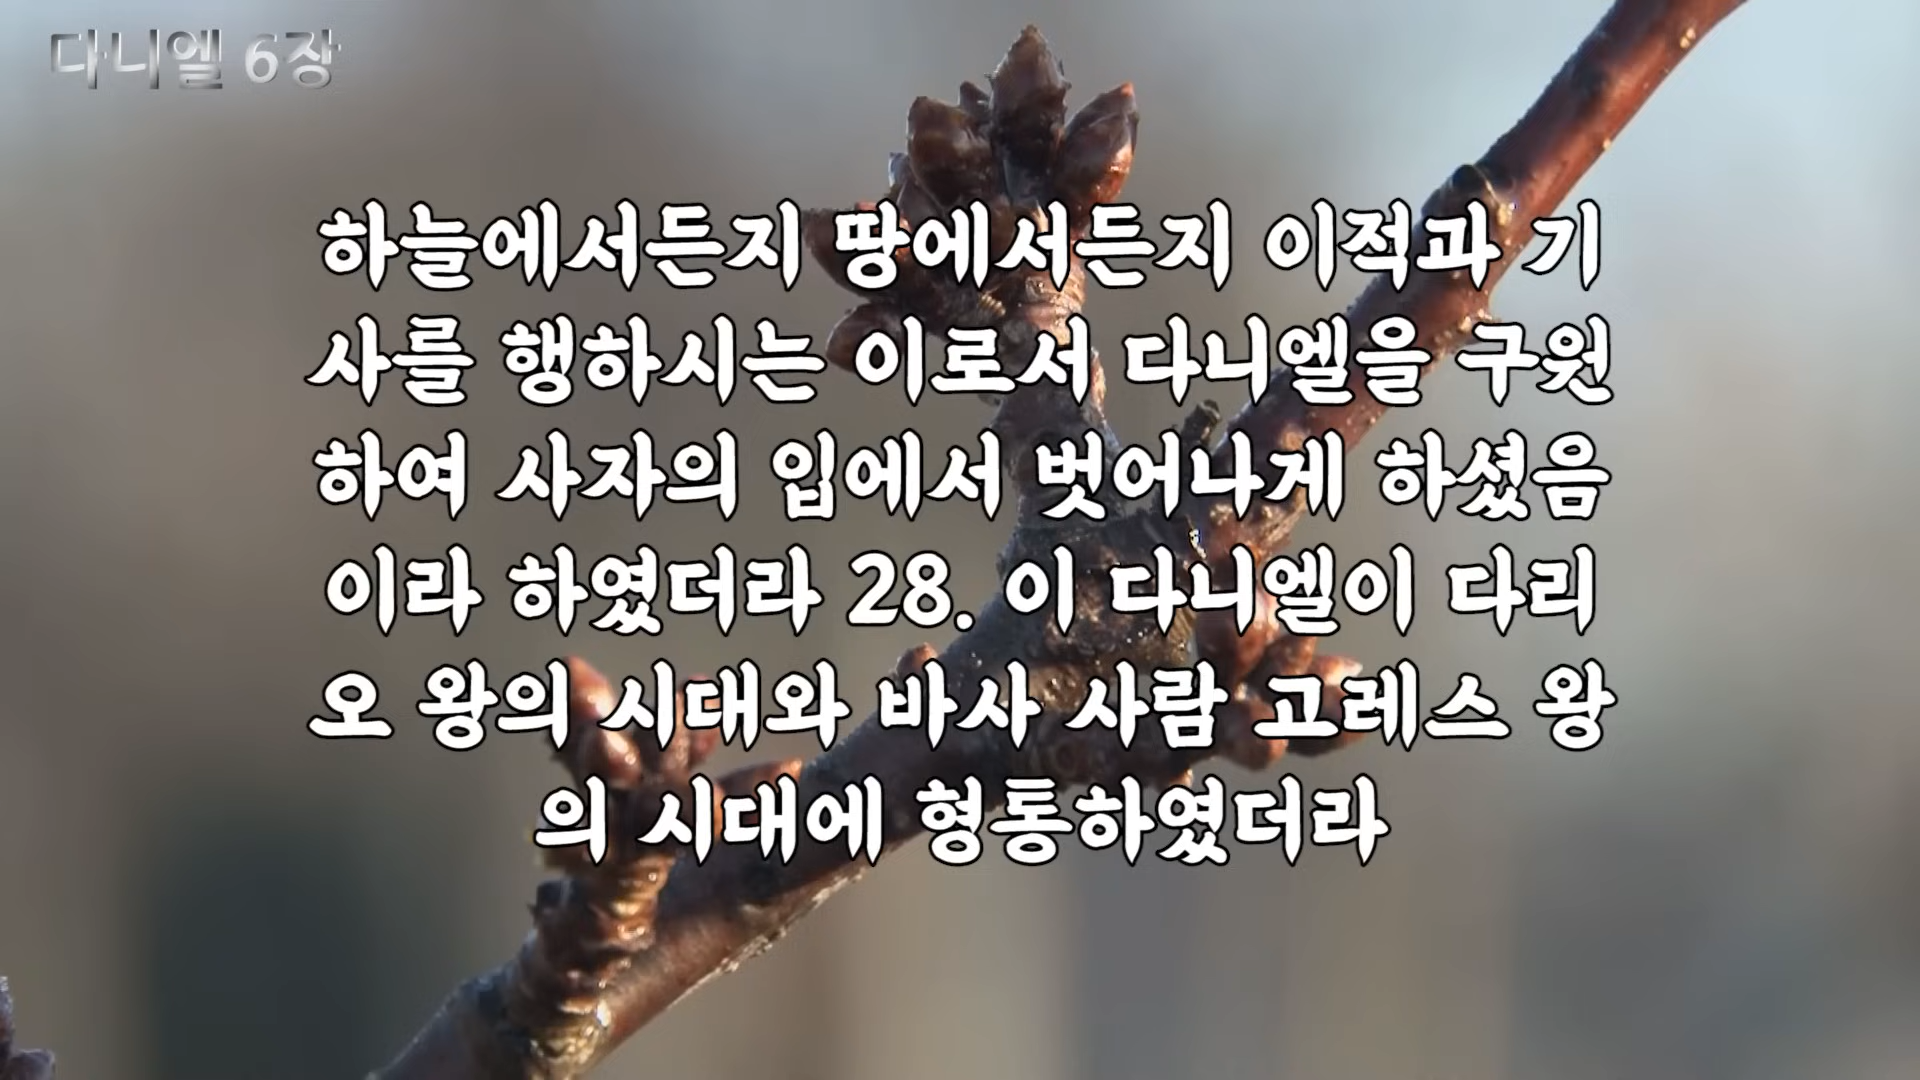 다니엘 6장
하늘에서든지 땅에서든지 이적과 기
사를 행하시는 이로서 다니엘을 구원
하여 사자의 입에서 벗어나게 하셨음
이라 하였더라 28. 이 다니엘이 다리
오 왕의 시대와 바사 사람 고레스 왕
의 시대에 형통하였더라